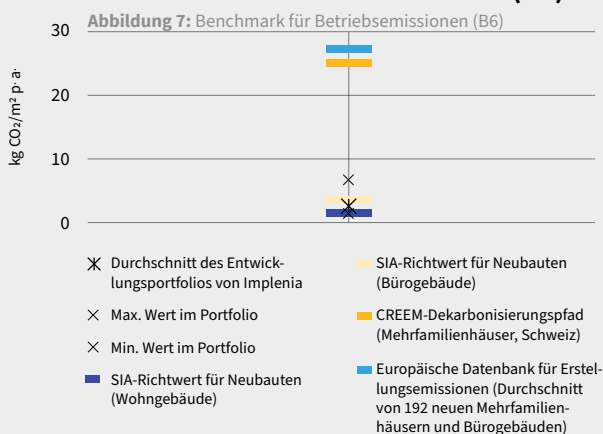 Abbildung 7: Benchmark für Betriebsemissionen (B6)
kg CO₂/m² p. a.
30
20
10
0
Durchschnitt des Entwick-
lungsportfolios von Implenia
Max. Wert im Portfolio
Min. Wert im Portfolio
SIA-Richtwert für Neubauten
(Wohngebäude)
SIA-Richtwert für Neubauten
(Bürogebäude)
CREEM-Dekarbonisierungspfad
(Mehrfamilienhäuser, Schweiz)
Europäische Datenbank für Erstel-
lungsemissionen (Durchschnitt
von 192 neuen Mehrfamilien-
häusern und Bürogebäuden)